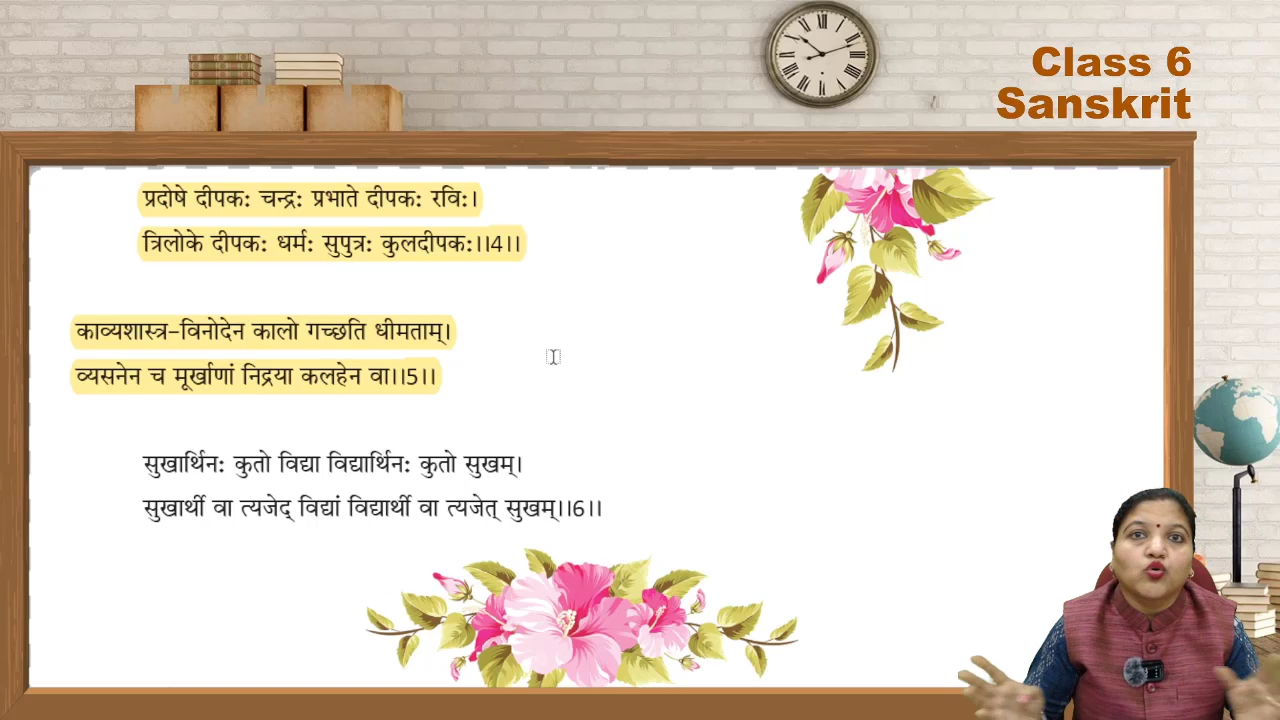 Class 6
Sanskrit
प्रदोषे दीपकः चन्द्रः प्रभाते दीपकः रविः।
त्रिलोके दीपकः धर्मः सुपुत्रः कुलदीपकः।।4।।
काव्यशास्त्र-विनोदेन कालो गच्छति धीमताम्।
व्यसनेन च मूर्खाणां निद्रया कलहेन वा।।5।।
सुखार्थिनः कुतो विद्या विद्यार्थिनः कुतो सुखम्।
सुखार्थी वा त्यजेद् विद्यां विद्यार्थी वा त्यजेत् सुखम्।।6।।